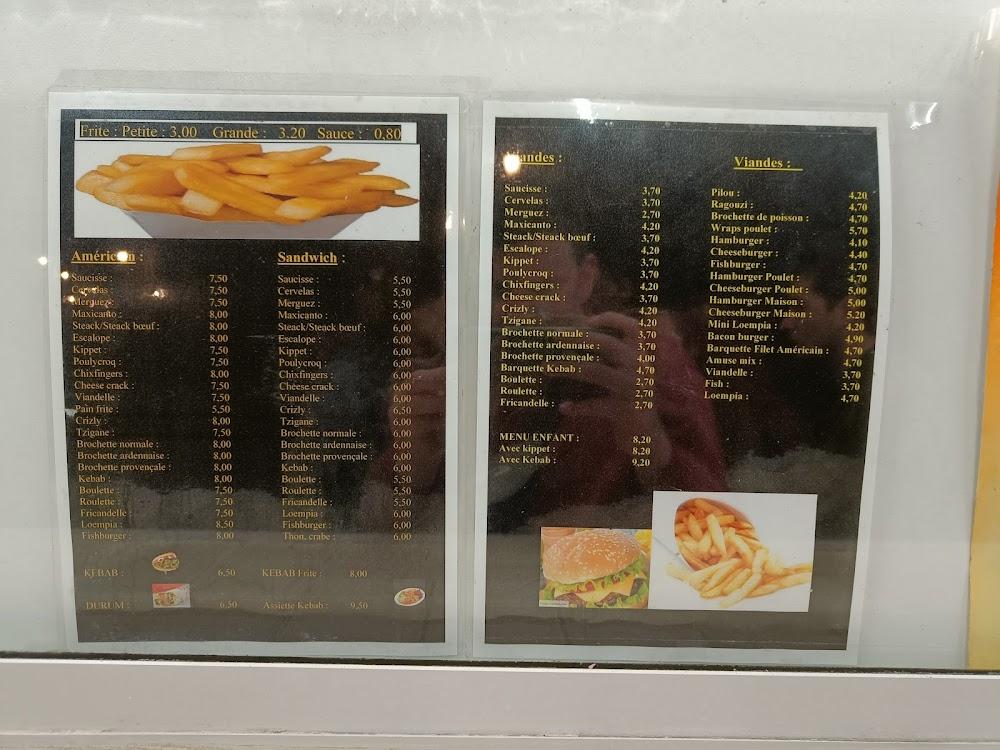 Frite : Petite : 3,00 Grande : 3.20 Sauce : 0,80
Américain :
Saucisse : 7,50
Cervelas : 7,50
Merguez : 7,50
Maxicanto : 8,00
Steack/Steack bœuf : 8,00
Escalope : 8,00
Kippet : 7,50
Poulycroq : 7,50
Chixfingers : 8,00
Cheese crack : 7,50
Viandelle : 7,50
Pain frite : 5,50
Crizly : 8,00
Tzigane : 7,50
Brochette normale : 8,00
Brochette ardennaise : 8,00
Brochette provençale : 8,00
Kebab : 8,00
Boulette : 7,50
Roulette : 7,50
Fricandelle : 7,50
Loempia : 8,50
Fishburger : 8,00
Sandwich :
Saucisse : 5,50
Cervelas : 5,50
Merguez : 5,50
Maxicanto : 6,00
Steack/Steack bœuf : 6,00
Escalope : 6,00
Kippet : 6,00
Poulycroq : 6,00
Chixfingers : 6,00
Cheese crack : 6,00
Viandelle : 6,00
Crizly : 6,50
Tzigane : 6,00
Brochette normale : 6,00
Brochette ardennaise : 6,00
Brochette provençale : 6,00
Kebab : 6,00
Boulette : 5,50
Roulette : 5,50
Fricandelle : 5,50
Loempia : 6,00
Fishburger : 6,00
Thon, crabe : 6,00
KEBAB : 6,50 KEBAB Frite : 8,00
DURUM : 6,50 Assiette Kebab : 9,50
Viandes :
Saucisse : 3,70
Cervelas : 3,70
Merguez : 2,70
Maxicanto : 4,20
Steack/Steack bœuf : 3,70
Escalope : 4,20
Kippet : 3,70
Poulycroq : 3,70
Chixfingers : 4,20
Cheese crack : 3,70
Crizly : 4,20
Tzigane : 4,20
Brochette normale : 3,70
Brochette ardennaise : 3,70
Brochette provençale : 4,00
Barquette Kebab : 4,70
Boulette : 2,70
Roulette : 2,70
Fricandelle : 2,70
MENU ENFANT : 8,20
Avec kippet : 8,20
Avec Kebab : 9,20
Viandes :
Pilou : 4,20
Ragouzi : 4,70
Brochette de poisson : 4,70
Wraps poulet : 5,70
Hamburger : 4,10
Cheeseburger : 4,40
Fishburger : 4,70
Hamburger Poulet : 4,70
Cheeseburger Poulet : 5,00
Hamburger Maison : 5,00
Cheeseburger Maison : 5.20
Mini Loempia : 4,20
Bacon burger : 4,90
Barquette Filet Américain : 4,70
Amuse mix : 4,70
Viandelle : 3,70
Fish : 3,70
Loempia : 4,70